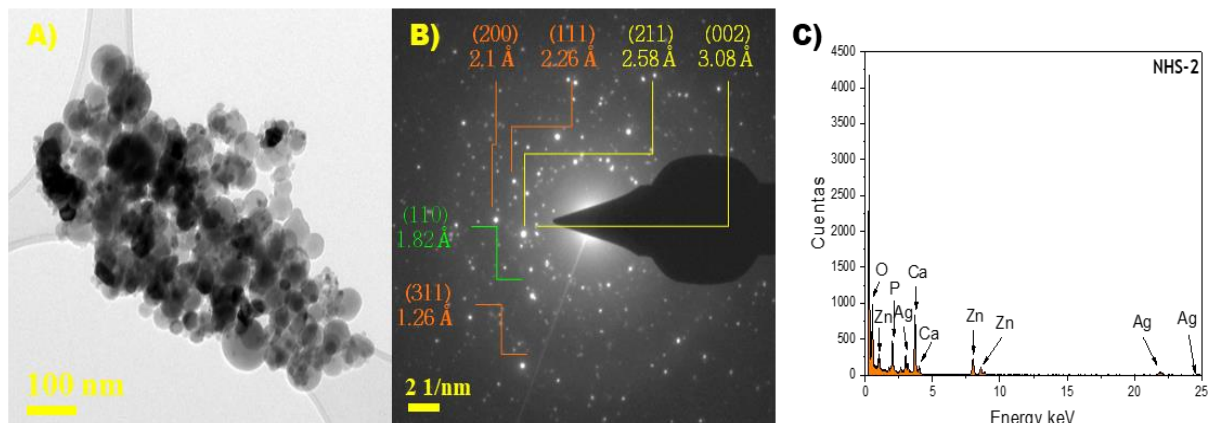 A)
100 nm
B)
(200)
2.1 Å
(111)
2.26 Å
(211)
2.58 Å
(002)
3.08 Å
(110)
1.82 Å
(311)
1.26 Å
2 1/nm
C)
NHS-2
Cuentas
4500
4000
3500
3000
2500
2000
1500
1000
500
0
O
Zn
P
Ag
Ca
Ca
Zn
Zn
Ag
Ag
0
5
10
15
20
25
Energy keV